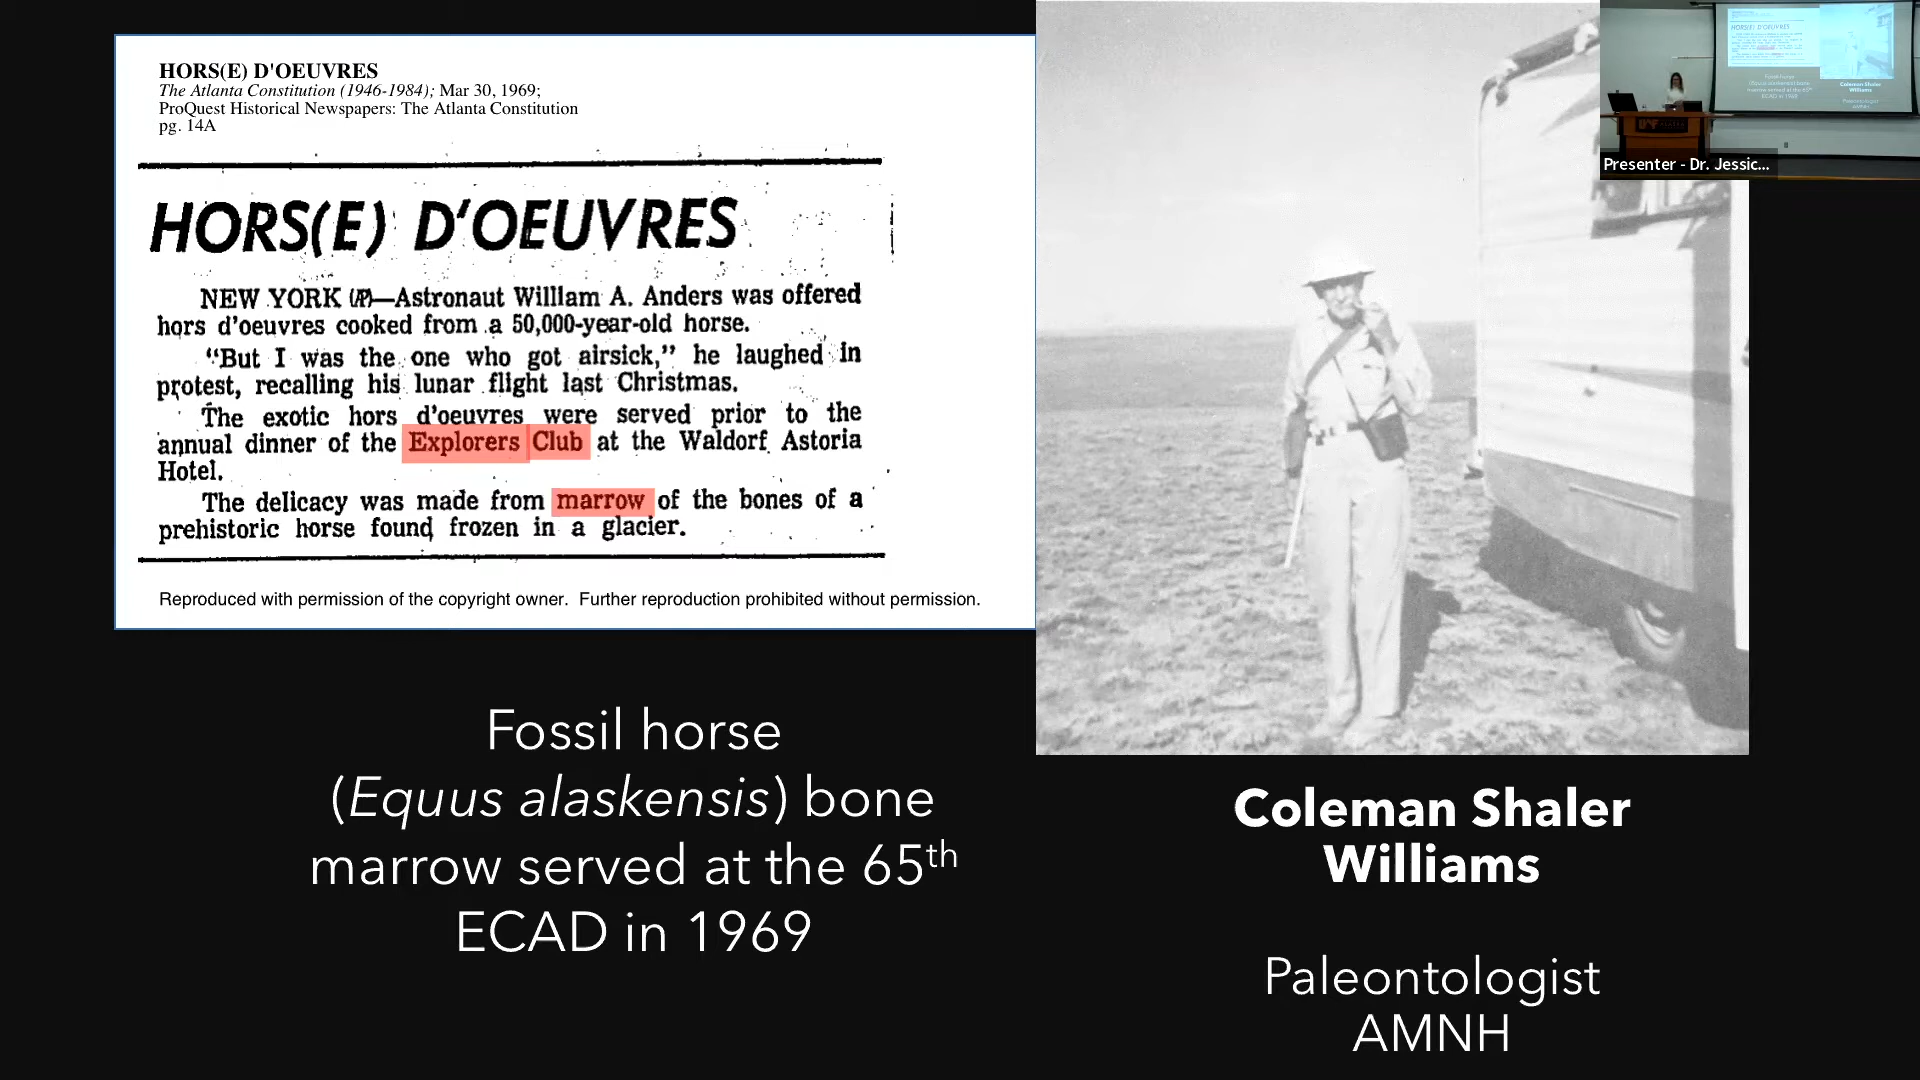 HORS(E) D'OEUVRES
The Atlanta Constitution (1946-1984); Mar 30, 1969;
ProQuest Historical Newspapers: The Atlanta Constitution
pg. 14A
HORS(E) D'OEUVRES
NEW YORK (AP)—Astronaut William A. Anders was offered
hors d'oeuvres cooked from a 50,000-year-old horse.
"But I was the one who got airsick," he laughed in
protest, recalling his lunar flight last Christmas.
The exotic hors d'oeuvres were served prior to the
annual dinner of the Explorers Club at the Waldorf Astoria
Hotel.
The delicacy was made from marrow of the bones of a
prehistoric horse found frozen in a glacier.
Reproduced with permission of the copyright owner. Further reproduction prohibited without permission.
Fossil horse
(Equus alaskensis) bone
marrow served at the 65th
ECAD in 1969
Coleman Shaler
Williams
Paleontologist
AMNH
HORS(E) D'OEUVRES
Coleman Shaler
Williams
Presenter - Dr. Jessic...